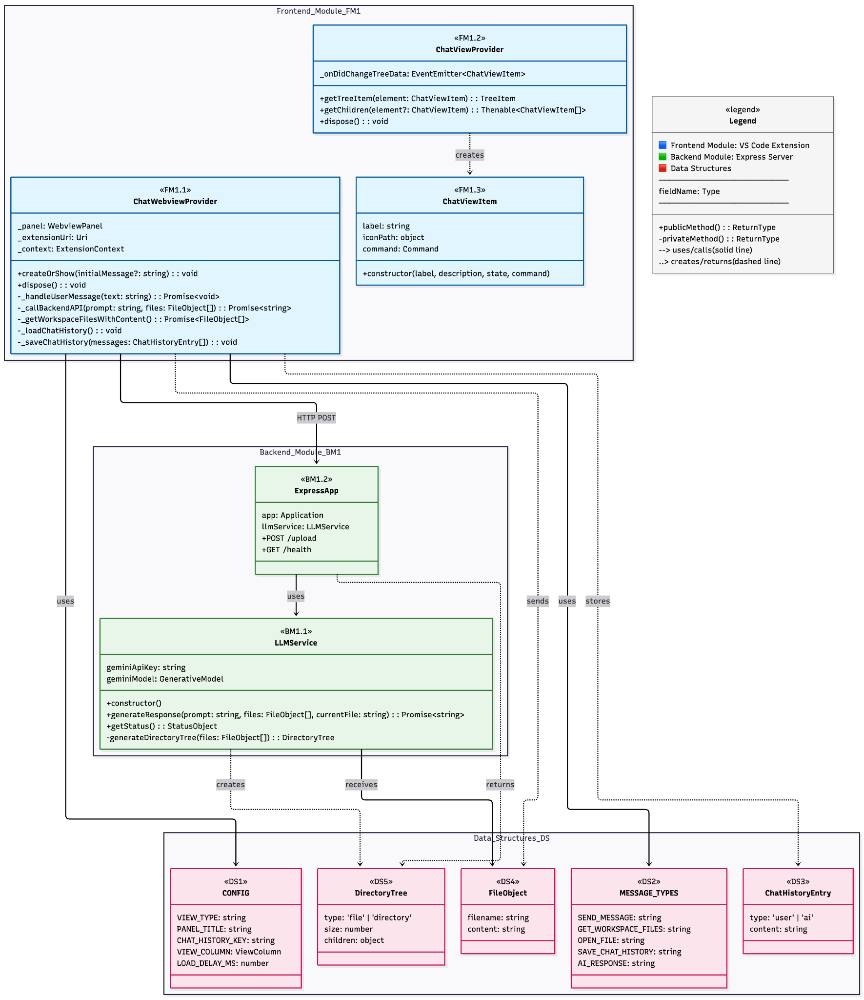 Frontend_Module_FM1
«FM1.2»
ChatViewProvider
_onDidChangeTreeData: EventEmitter<ChatViewItem>
+getTreeItem(element: ChatViewItem) : : TreeItem
+getChildren(element?: ChatViewItem) : : Thenable<ChatViewItem[]>
+dispose() : : void
creates
«FM1.1»
ChatWebviewProvider
_panel: WebviewPanel
_extensionUri: Uri
_context: ExtensionContext
+createOrShow(initialMessage?: string) : : void
+dispose() : : void
-_handleUserMessage(text: string) : : Promise<void>
-_callBackendAPI(prompt: string, files: FileObject[]) : : Promise<string>
-_getWorkspaceFilesWithContent() : : Promise<FileObject[]>
-_loadChatHistory() : : void
-_saveChatHistory(messages: ChatHistoryEntry[]) : : void
«FM1.3»
ChatViewItem
label: string
iconPath: object
command: Command
+constructor(label, description, state, command)
«legend»
Legend
Frontend Module: VS Code Extension
Backend Module: Express Server
Data Structures
fieldName: Type
+publicMethod() : : ReturnType
-privateMethod() : : ReturnType
--> uses/calls(solid line)
..> creates/returns(dashed line)
HTTP POST
Backend_Module_BM1
«BM1.2»
ExpressApp
app: Application
llmService: LLMService
+POST /upload
+GET /health
uses
uses
sends
uses
stores
«BM1.1»
LLMService
geminiApiKey: string
geminiModel: GenerativeModel
+constructor()
+generateResponse(prompt: string, files: FileObject[], currentFile: string) : : Promise<string>
+getStatus() : : StatusObject
-generateDirectoryTree(files: FileObject[]) : : DirectoryTree
creates
receives
returns
Data_Structures_DS
«DS1»
CONFIG
VIEW_TYPE: string
PANEL_TITLE: string
CHAT_HISTORY_KEY: string
VIEW_COLUMN: ViewColumn
LOAD_DELAY_MS: number
«DS5»
DirectoryTree
type: 'file' | 'directory'
size: number
children: object
«DS4»
FileObject
filename: string
content: string
«DS2»
MESSAGE_TYPES
SEND_MESSAGE: string
GET_WORKSPACE_FILES: string
OPEN_FILE: string
SAVE_CHAT_HISTORY: string
AI_RESPONSE: string
«DS3»
ChatHistoryEntry
type: 'user' | 'ai'
content: string